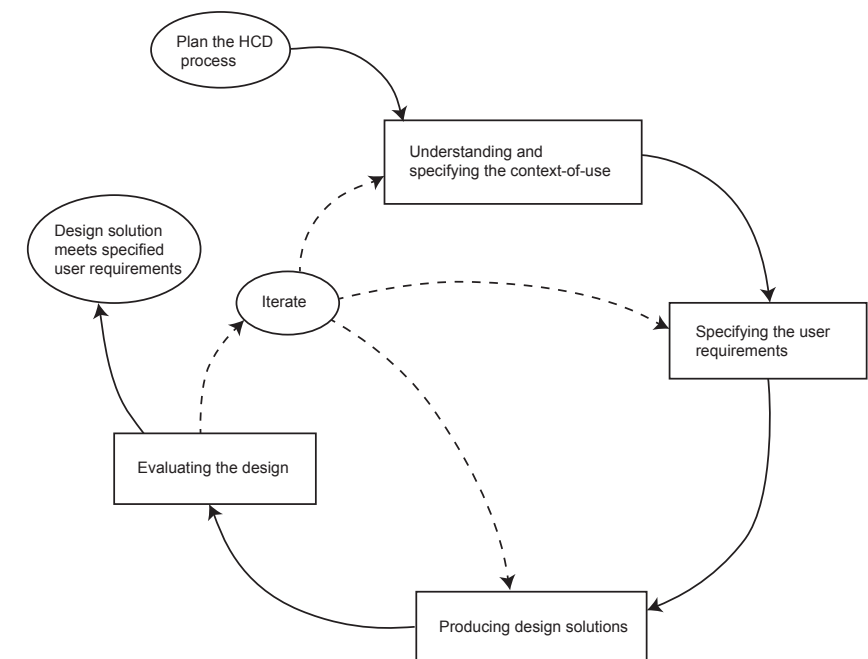 Plan the HCD
process
Understanding and
specifying the context-of-use
Design solution
meets specified
user requirements
Iterate
Specifying the user
requirements
Evaluating the design
Producing design solutions